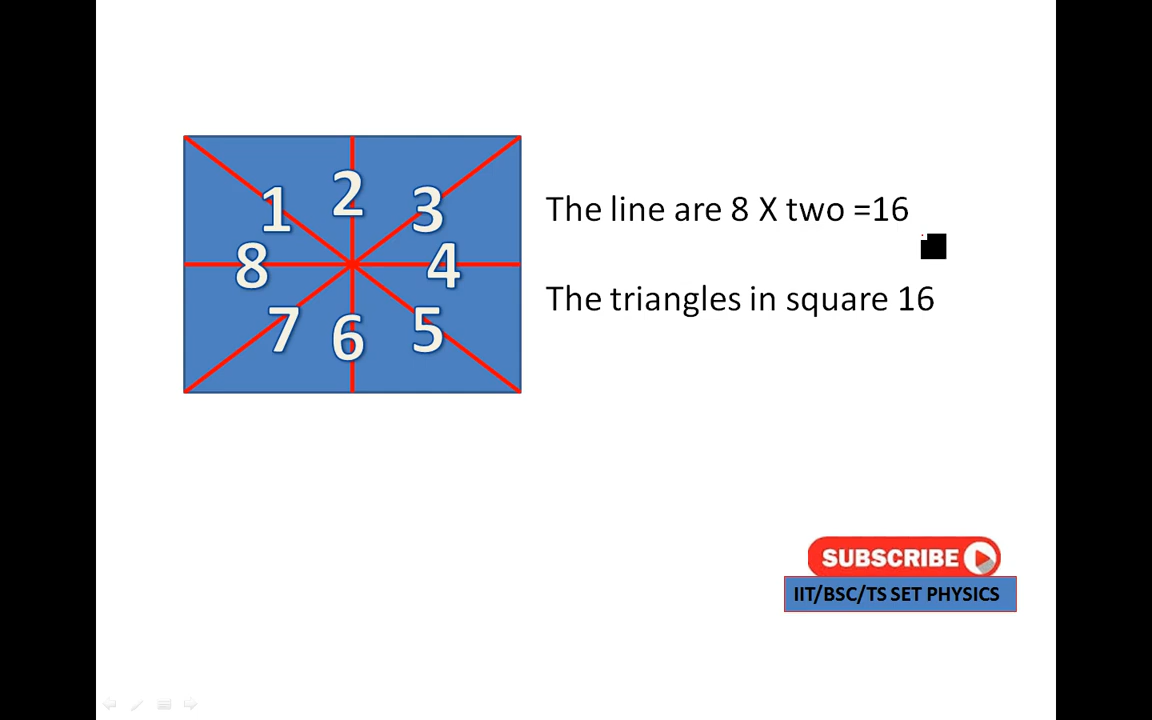 1
2
3
8
4
7
6
5
The line are 8 X two =16
The triangles in square 16
SUBSCRIBE
IIT/BSC/TS SET PHYSICS